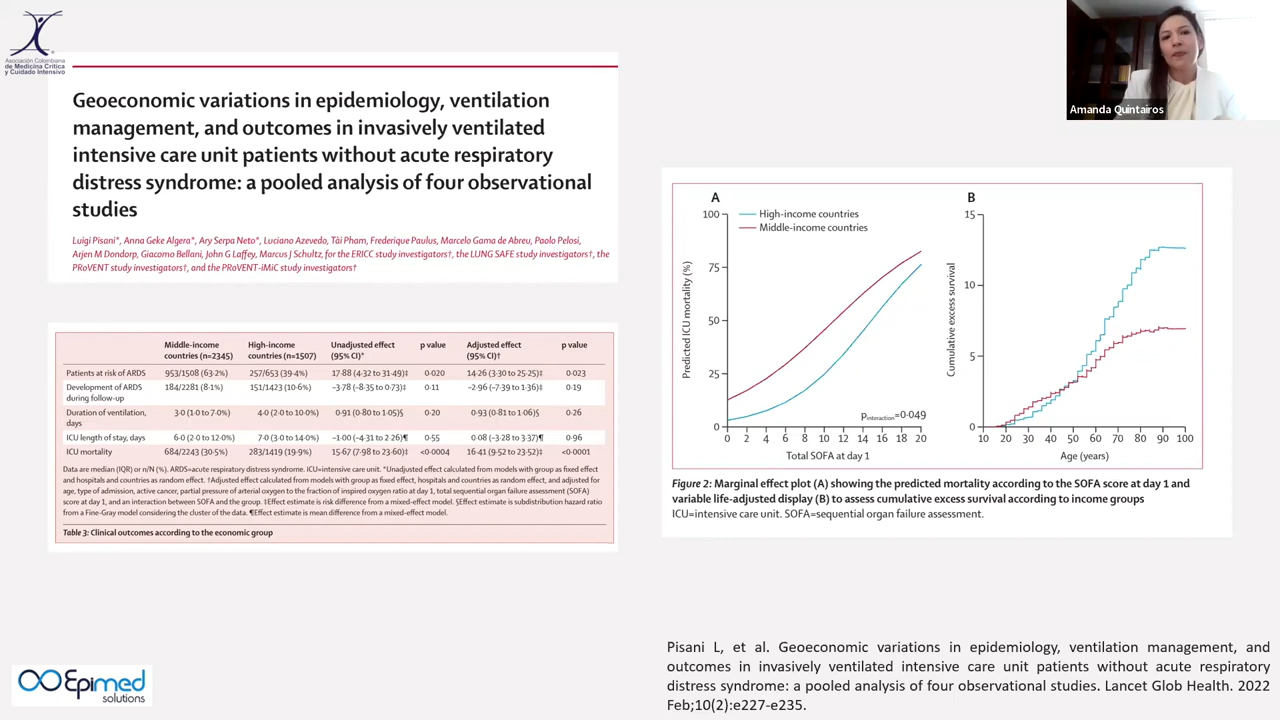 Asociación Colombiana
de Medicina Crítica
y Cuidado Intensivo
Geoeconomic variations in epidemiology, ventilation
management, and outcomes in invasively ventilated
intensive care unit patients without acute respiratory
distress syndrome: a pooled analysis of four observational
studies
Luigi Pisani*, Anna Geke Algera*, Ary Serpa Neto*, Luciano Azevedo, Tài Pham, Frederique Paulus, Marcelo Gama de Abreu, Paolo Pelosi,
Arjen M Dondorp, Giacomo Bellani, John G Laffey, Marcus J Schultz, for the ERICC study investigators†, the LUNG SAFE study investigators†, the
PRoVENT study investigators†, and the PRoVENT-iMiC study investigators†
Middle-income High-income Unadjusted effect p value Adjusted effect p value
countries (n=2345) countries (n=1507) (95% CI)* (95% CI)†
Patients at risk of ARDS 953/1508 (63·2%) 257/653 (39·4%) 17·88 (4·32 to 31·49)‡ 0·020 14·26 (3·30 to 25·25)‡ 0·023
Development of ARDS 184/2281 (8·1%) 151/1423 (10·6%) –3·78 (–8·35 to 0·73)‡ 0·11 –2·96 (–7·39 to 1·36)‡ 0·19
during follow-up
Duration of ventilation, 3·0 (1·0 to 7·0%) 4·0 (2·0 to 10·0%) 0·91 (0·80 to 1·05)§ 0·20 0·93 (0·81 to 1·06)§ 0·26
days
ICU length of stay, days 6·0 (2·0 to 12·0%) 7·0 (3·0 to 14·0%) –1·00 (–4·31 to 2·26)¶ 0·55 0·08 (–3·28 to 3·37)¶ 0·96
ICU mortality 684/2243 (30·5%) 283/1419 (19·9%) 15·67 (7·98 to 23·60)‡ <0·0004 16·41 (9·52 to 23·52)‡ <0·0001
Data are median (IQR) or n/N (%). ARDS=acute respiratory distress syndrome. ICU=intensive care unit. *Unadjusted effect calculated from models with group as fixed effect
and hospitals and countries as random effect. †Adjusted effect calculated from models with group as fixed effect, hospitals and countries as random effect, and adjusted for
age, type of admission, active cancer, partial pressure of arterial oxygen to the fraction of inspired oxygen ratio at day 1, total sequential organ failure assessment (SOFA)
score at day 1, and an interaction between SOFA and the group. ‡Effect estimate is risk difference from a mixed-effect model. §Effect estimate is subdistribution hazard ratio
from a Fine-Gray model considering the cluster of the data. ¶Effect estimate is mean difference from a mixed-effect model.
Table 3: Clinical outcomes according to the economic group
Epimed
solutions
Amanda Quintairos
A
High-income countries
Middle-income countries
100
75
50
25
0
Predicted ICU mortality (%)
pinteraction=0·049
0 2 4 6 8 10 12 14 16 18 20
Total SOFA at day 1
B
15
10
5
0
Cumulative excess survival
10 20 30 40 50 60 70 80 90 100
Age (years)
Figure 2: Marginal effect plot (A) showing the predicted mortality according to the SOFA score at day 1 and
variable life-adjusted display (B) to assess cumulative excess survival according to income groups
ICU=intensive care unit. SOFA=sequential organ failure assessment.
Pisani L, et al. Geoeconomic variations in epidemiology, ventilation management, and
outcomes in invasively ventilated intensive care unit patients without acute respiratory
distress syndrome: a pooled analysis of four observational studies. Lancet Glob Health. 2022
Feb;10(2):e227-e235.